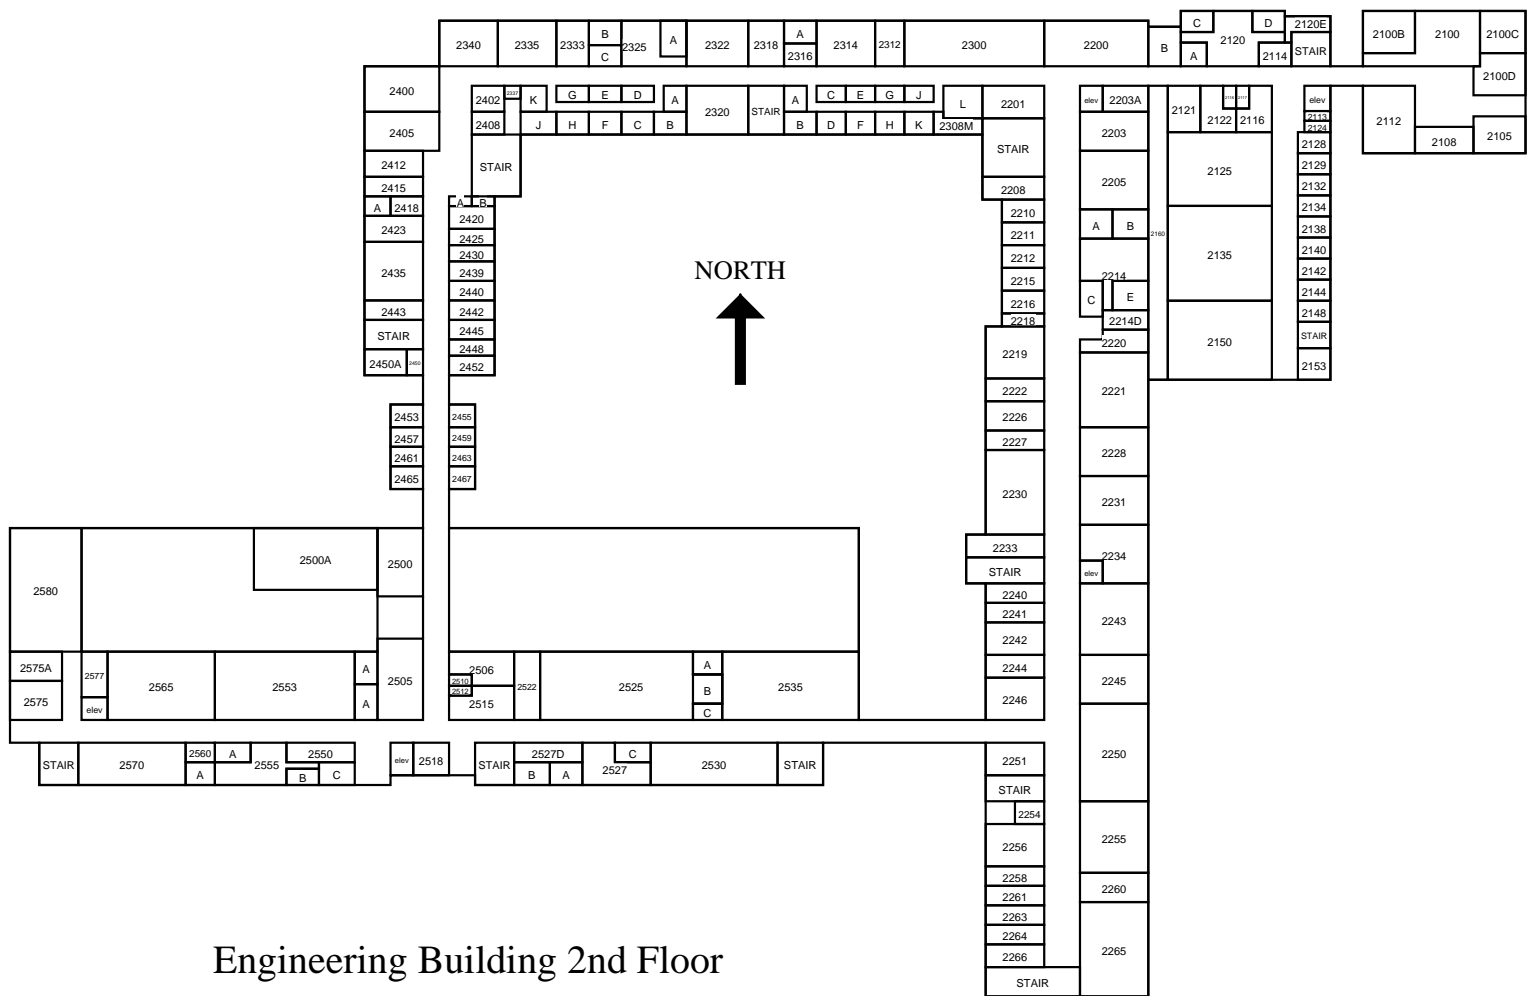 2340 2335 2333 B 2325 A 2322 2318 A 2314 2312 2300 2200 B C 2120 D 2120E 2100B 2100 2100C
C 2316 A 2114 STAIR
2400 2100D
2402 2337 K G E D A 2320 STAIR A C E G J L 2201 elev 2203A 2121 2122 2116 elev 2112
2113
2405 2408 J H F C B B D F H K 2308M 2203 2124 2105
2128 2108
STAIR STAIR
2412 2205 2125 2129
2415 2208 2132
A 2418 A B 2210 2134
2423 2420 2211 A B 2160 2138
2425
2430 2212 2135 2140
2435 2439 NORTH 2215 2214 2142
2440 2216 C E 2144
2443 2442 2218 2214D 2148
STAIR 2445 2219 2220 2150 STAIR
2448
2450A 2450 2452 2221 2153
2222
2453 2455 2226
2457 2459 2227
2461 2463 2228
2465 2467
2230 2231
2233 2234
2500A 2500 STAIR elev
2580 2240
2241 2243
2242
2575A 2577 2565 2553 A 2505 2506 2522 2525 A 2535 2244 2245
2510
2512 B
2575 elev A 2515 C 2246
2250
STAIR 2570 2560 A 2555 2550 elev 2518 STAIR 2527D 2527 C 2530 STAIR 2251
A B C B A
STAIR
2254
2256 2255
2258
2261 2260
2263
2264
Engineering Building 2nd Floor 2266 2265
STAIR